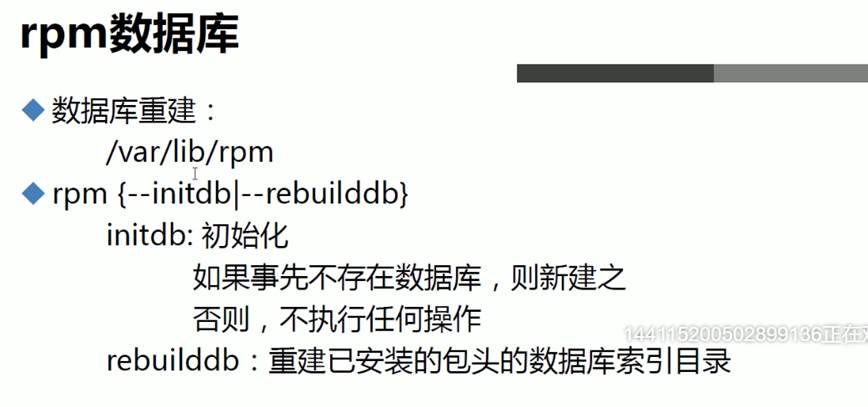 rpm数据库
数据库重建：
/var/lib/rpm
rpm {--initdb|--rebuilddb}
initdb: 初始化
如果事先不存在数据库，则新建之
否则，不执行任何操作
144115200502899136正在对
rebuilddb：重建已安装的包头的数据库索引目录